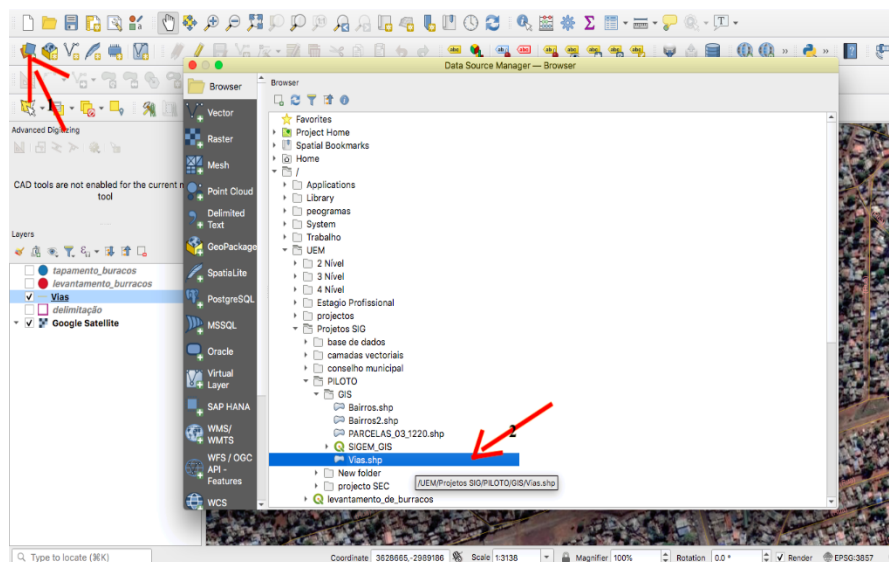 Data Source Manager — Browser
Browser
Vector
Raster
Mesh
Point Cloud
Delimited
Text
GeoPackage
SpatiaLite
PostgreSQL
MSSQL
Oracle
Virtual
Layer
SAP HANA
WMS/
WMTS
WFS / OGC
API -
Features
WCS
Browser
Favorites
Project Home
Spatial Bookmarks
Home
/
Applications
Library
peogramas
System
Trabalho
UEM
2 Nível
3 Nível
4 Nível
Estagio Profissional
projectos
Projetos SIG
base de dados
camadas vectoriais
conselho municipal
PILOTO
GIS
Bairros.shp
Bairros2.shp
PARCELAS_03_1220.shp
2
SIGEM_GIS
Vias.shp
New folder
/UEM/Projetos SIG/PILOTO/GIS/Vias.shp
projecto SEC
levantamento_de_burracos
1
Advanced Digitizing
CAD tools are not enabled for the current
tool
Layers
tapamento_buracos
levantamento_burracos
Vias
delimitação
Google Satellite
Type to locate (⌘K)
Coordinate 3628665,-2989186
Scale 1:3138
Magnifier 100%
Rotation 0.0 °
Render
EPSG:3857